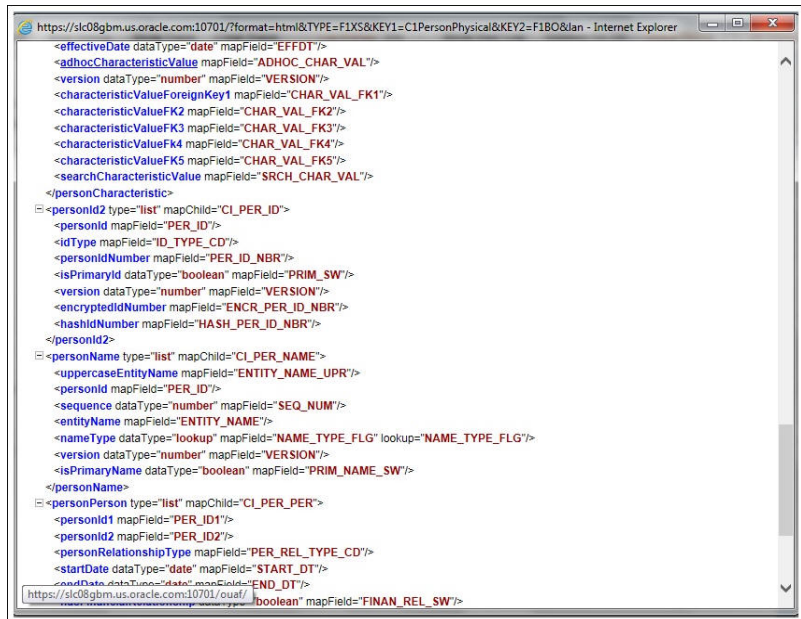 https://slc08gbm.us.oracle.com:10701/?format=html&TYPE=F1XS&KEY1=C1PersonPhysical&KEY2=F1BO&lan - Internet Explorer
<effectiveDate dataType="date" mapField="EFFDT"/>
<adhocCharacteristicValue mapField="ADHOC_CHAR_VAL"/>
<version dataType="number" mapField="VERSION"/>
<characteristicValueForeignKey1 mapField="CHAR_VAL_FK1"/>
<characteristicValueFK2 mapField="CHAR_VAL_FK2"/>
<characteristicValueFK3 mapField="CHAR_VAL_FK3"/>
<characteristicValueFk4 mapField="CHAR_VAL_FK4"/>
<characteristicValueFK5 mapField="CHAR_VAL_FK5"/>
<searchCharacteristicValue mapField="SRCH_CHAR_VAL"/>
</personCharacteristic>
<personId2 type="list" mapChild="CI_PER_ID">
<personId mapField="PER_ID"/>
<idType mapField="ID_TYPE_CD"/>
<personIdNumber mapField="PER_ID_NBR"/>
<isPrimaryId dataType="boolean" mapField="PRIM_SW"/>
<version dataType="number" mapField="VERSION"/>
<encryptedIdNumber mapField="ENCR_PER_ID_NBR"/>
<hashIdNumber mapField="HASH_PER_ID_NBR"/>
</personId2>
<personName type="list" mapChild="CI_PER_NAME">
<uppercaseEntityName mapField="ENTITY_NAME_UPR"/>
<personId mapField="PER_ID"/>
<sequence dataType="number" mapField="SEQ_NUM"/>
<entityName mapField="ENTITY_NAME"/>
<nameType dataType="lookup" mapField="NAME_TYPE_FLG" lookup="NAME_TYPE_FLG"/>
<version dataType="number" mapField="VERSION"/>
<isPrimaryName dataType="boolean" mapField="PRIM_NAME_SW"/>
</personName>
<personPerson type="list" mapChild="CI_PER_PER">
<personId1 mapField="PER_ID1"/>
<personId2 mapField="PER_ID2"/>
<personRelationshipType mapField="PER_REL_TYPE_CD"/>
<startDate dataType="date" mapField="START_DT"/>
<endDate dataType="date" mapField="END_DT"/>
https://slc08gbm.us.oracle.com:10701/ouaf/
"boolean" mapField="FINAN_REL_SW"/>